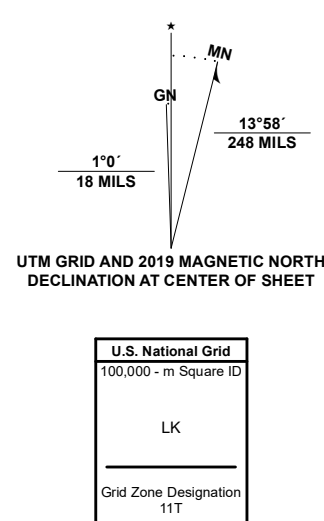 ★
MN
GN
13°58´
248 MILS
1°0´
18 MILS
UTM GRID AND 2019 MAGNETIC NORTH
DECLINATION AT CENTER OF SHEET
U.S. National Grid
100,000 - m Square ID
LK
Grid Zone Designation
11T